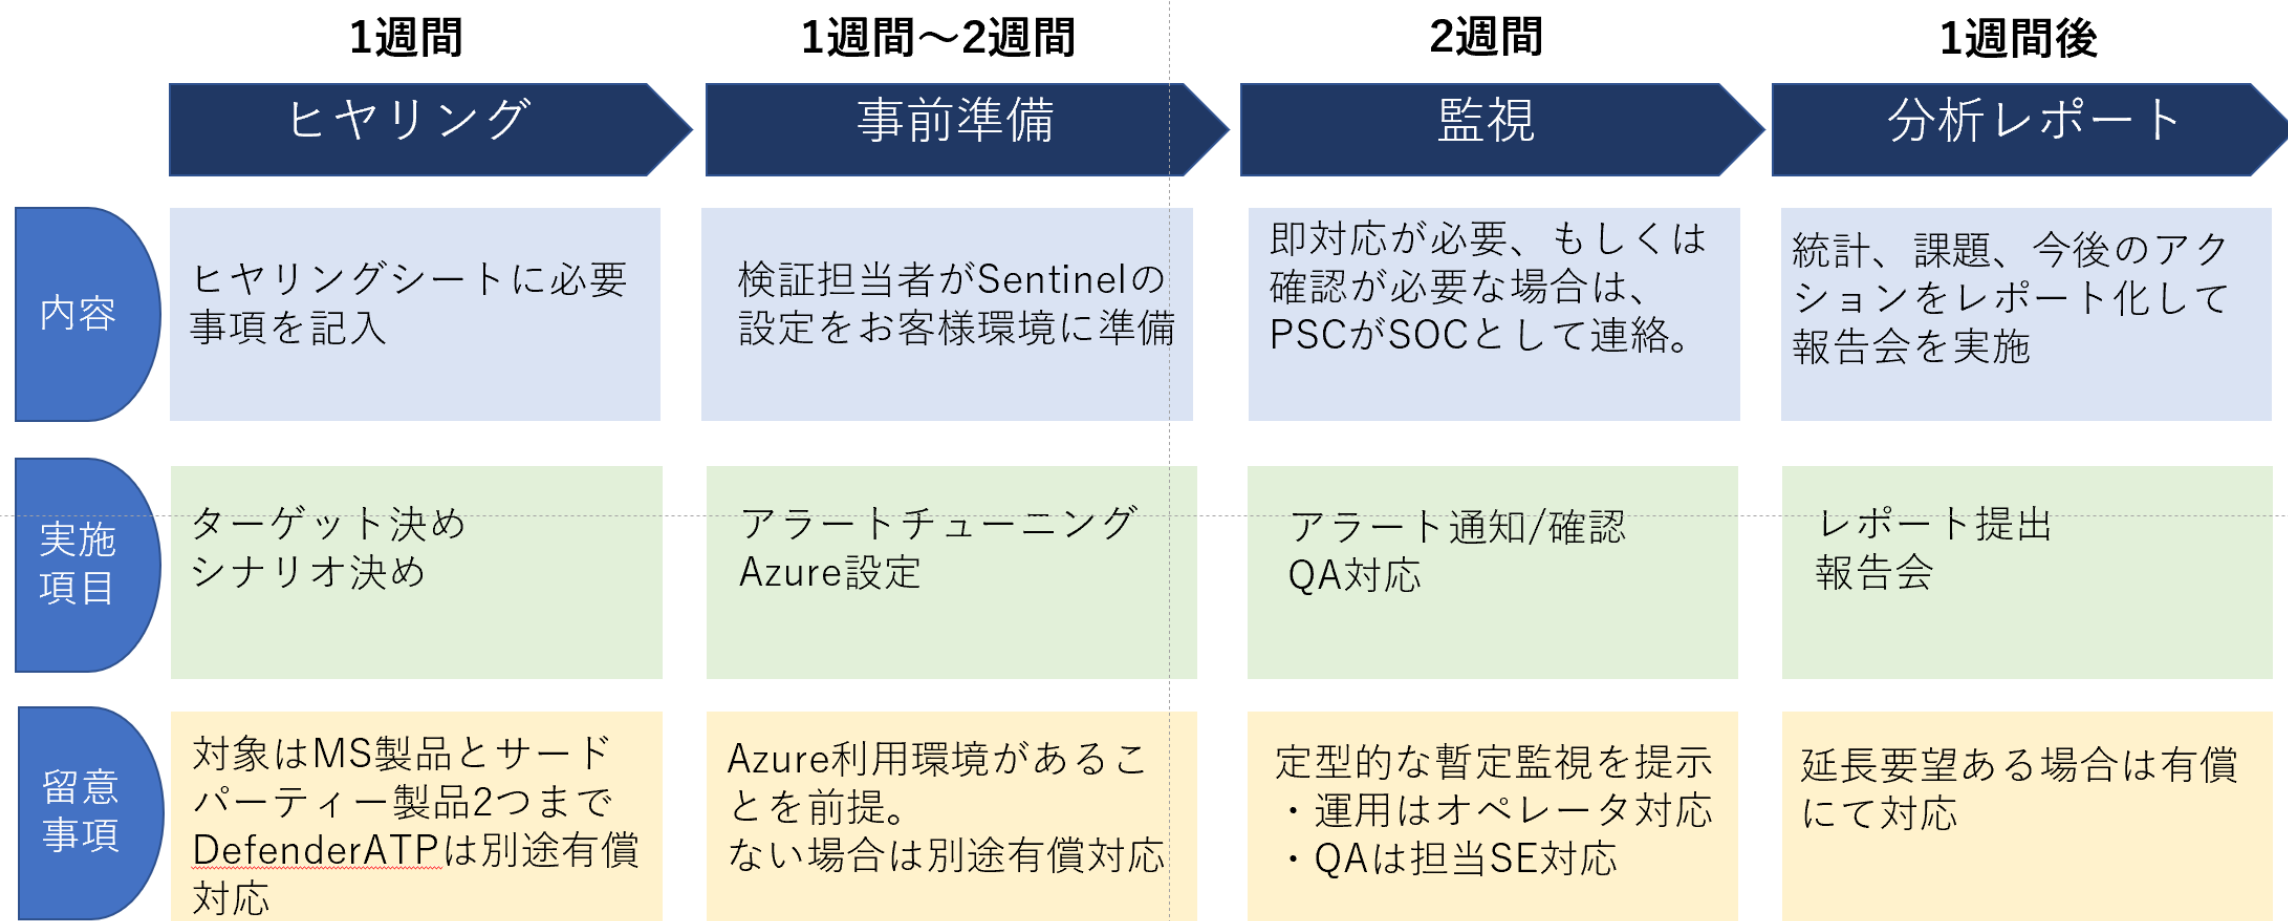 1週間
1週間～2週間
2週間
1週間後
ヒヤリング
事前準備
監視
分析レポート
内容
ヒヤリングシートに必要
事項を記入
検証担当者がSentinelの
設定をお客様環境に準備
即対応が必要、もしくは
確認が必要な場合は、
PSCがSOCとして連絡。
統計、課題、今後のアク
ションをレポート化して
報告会を実施
実施
項目
ターゲット決め
シナリオ決め
アラートチューニング
Azure設定
アラート通知/確認
QA対応
レポート提出
報告会
留意
事項
対象はMS製品とサード
パーティー製品2つまで
DefenderATPは別途有償
対応
Azure利用環境があるこ
とを前提。
ない場合は別途有償対応
定型的な暫定監視を提示
・運用はオペレータ対応
・QAは担当SE対応
延長要望ある場合は有償
にて対応